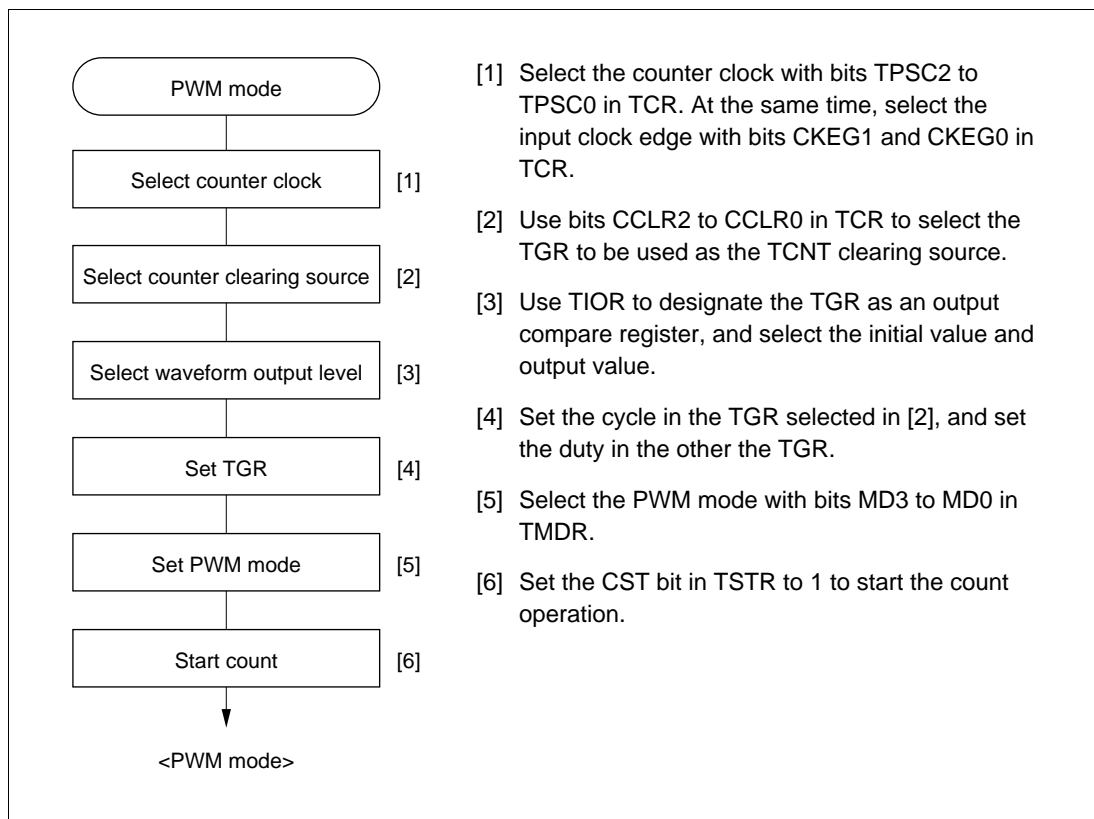 PWM mode
Select counter clock [1]
Select counter clearing source [2]
Select waveform output level [3]
Set TGR [4]
Set PWM mode [5]
Start count [6]
<PWM mode>
[1] Select the counter clock with bits TPSC2 to
TPSC0 in TCR. At the same time, select the
input clock edge with bits CKEG1 and CKEG0 in
TCR.
[2] Use bits CCLR2 to CCLR0 in TCR to select the
TGR to be used as the TCNT clearing source.
[3] Use TIOR to designate the TGR as an output
compare register, and select the initial value and
output value.
[4] Set the cycle in the TGR selected in [2], and set
the duty in the other the TGR.
[5] Select the PWM mode with bits MD3 to MD0 in
TMDR.
[6] Set the CST bit in TSTR to 1 to start the count
operation.